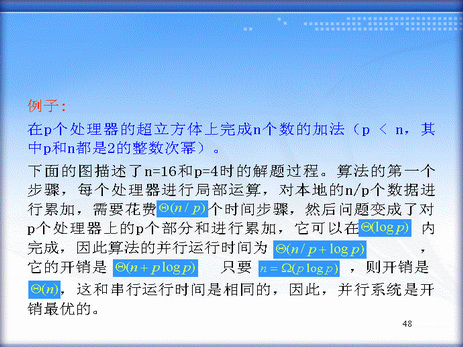 例子:
在p个处理器的超立方体上完成n个数的加法（p < n，其
中p和n都是2的整数次幂）。
下面的图描述了n=16和p=4时的解题过程。算法的第一个
步骤，每个处理器进行局部运算，对本地的n/p个数据进
行累加，需要花费Θ(n/p)个时间步骤，然后问题变成了对
p个处理器上的p个部分和进行累加，它可以在Θ(log p) 内
完成，因此算法的并行运行时间为 Θ(n/p+log p) ，
它的开销是 Θ(n+p log p) 只要 n=Ω(p log p) ，则开销是
Θ(n)，这和串行运行时间是相同的，因此，并行系统是开
销最优的。
48